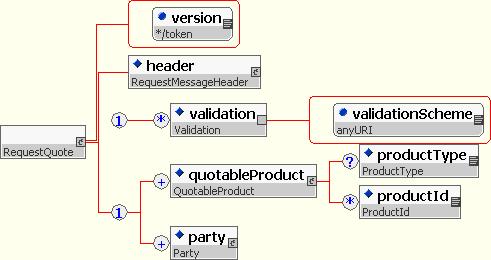 version
*/token
header
RequestMessageHeader
1
*
validation
Validation
validationScheme
anyURI
RequestQuote
1
+
quotableProduct
QuotableProduct
?
productType
ProductType
*
productId
ProductId
+
party
Party